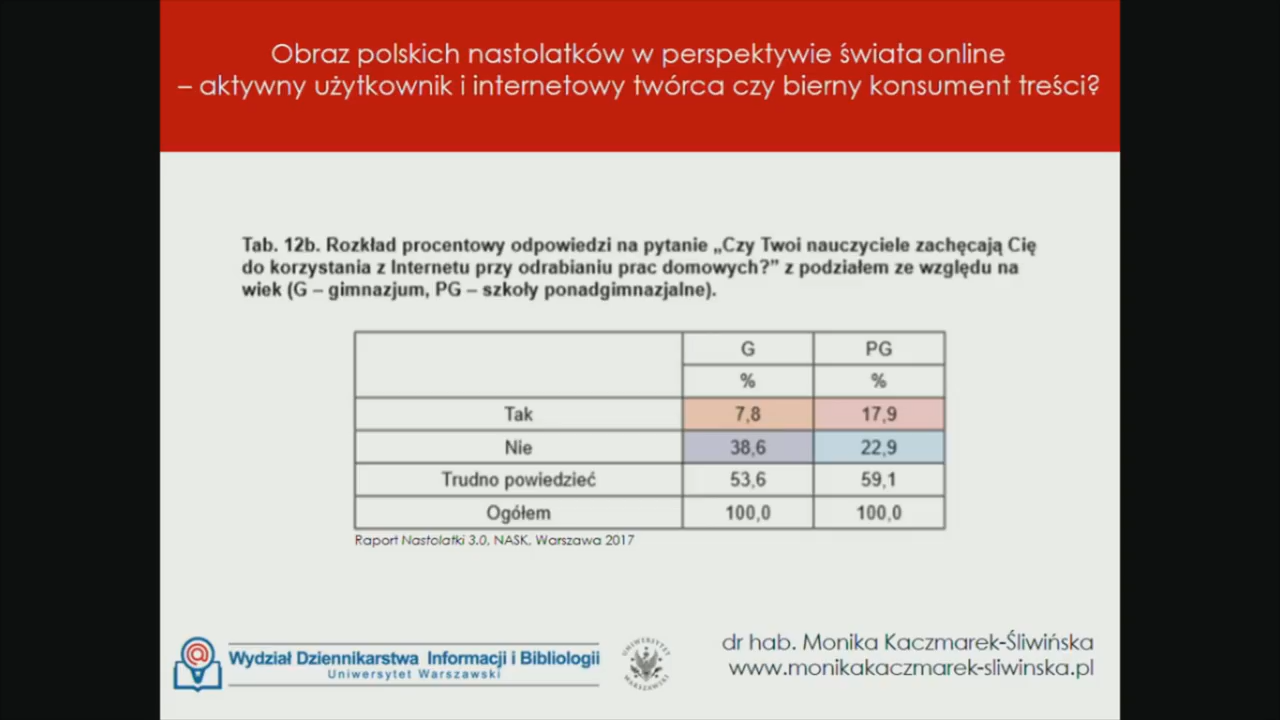 Obraz polskich nastolatków w perspektywie świata online
– aktywny użytkownik i internetowy twórca czy bierny konsument treści?
Tab. 12b. Rozkład procentowy odpowiedzi na pytanie „Czy Twoi nauczyciele zachęcają Cię
do korzystania z Internetu przy odrabianiu prac domowych?” z podziałem ze względu na
wiek (G – gimnazjum, PG – szkoły ponadgimnazjalne).
G PG
% %
Tak 7,8 17,9
Nie 38,6 22,9
Trudno powiedzieć 53,6 59,1
Ogółem 100,0 100,0
Raport Nastolatki 3.0, NASK, Warszawa 2017
Wydział Dziennikarstwa Informacji i Bibliologii
Uniwersytet Warszawski
UNIWERSYTET WARSZAWSKI
dr hab. Monika Kaczmarek-Śliwińska
www.monikakaczmarek-sliwinska.pl